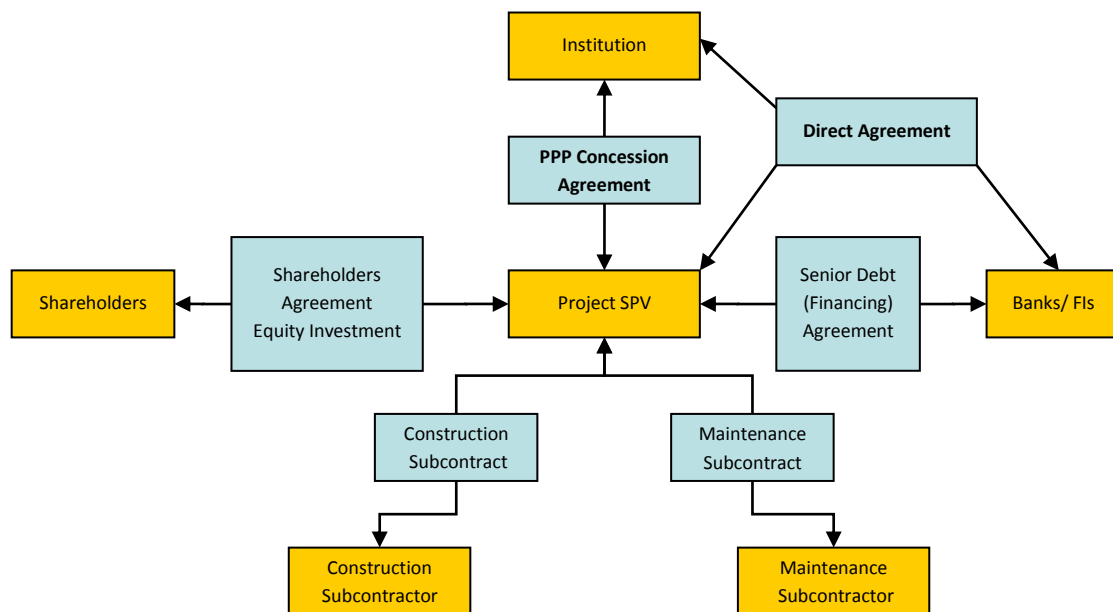 Institution
Direct Agreement
PPP Concession
Agreement
Shareholders
Shareholders
Agreement
Equity Investment
Project SPV
Senior Debt
(Financing)
Agreement
Banks/ FIs
Construction
Subcontract
Maintenance
Subcontract
Construction
Subcontractor
Maintenance
Subcontractor